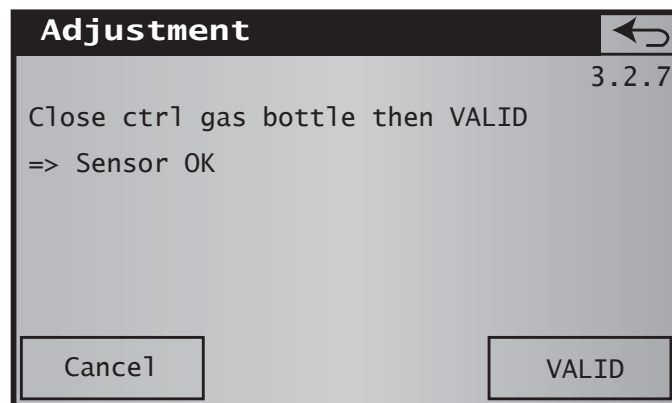 Adjustment
3.2.7
Close ctrl gas bottle then VALID
=> Sensor OK
Cancel
VALID